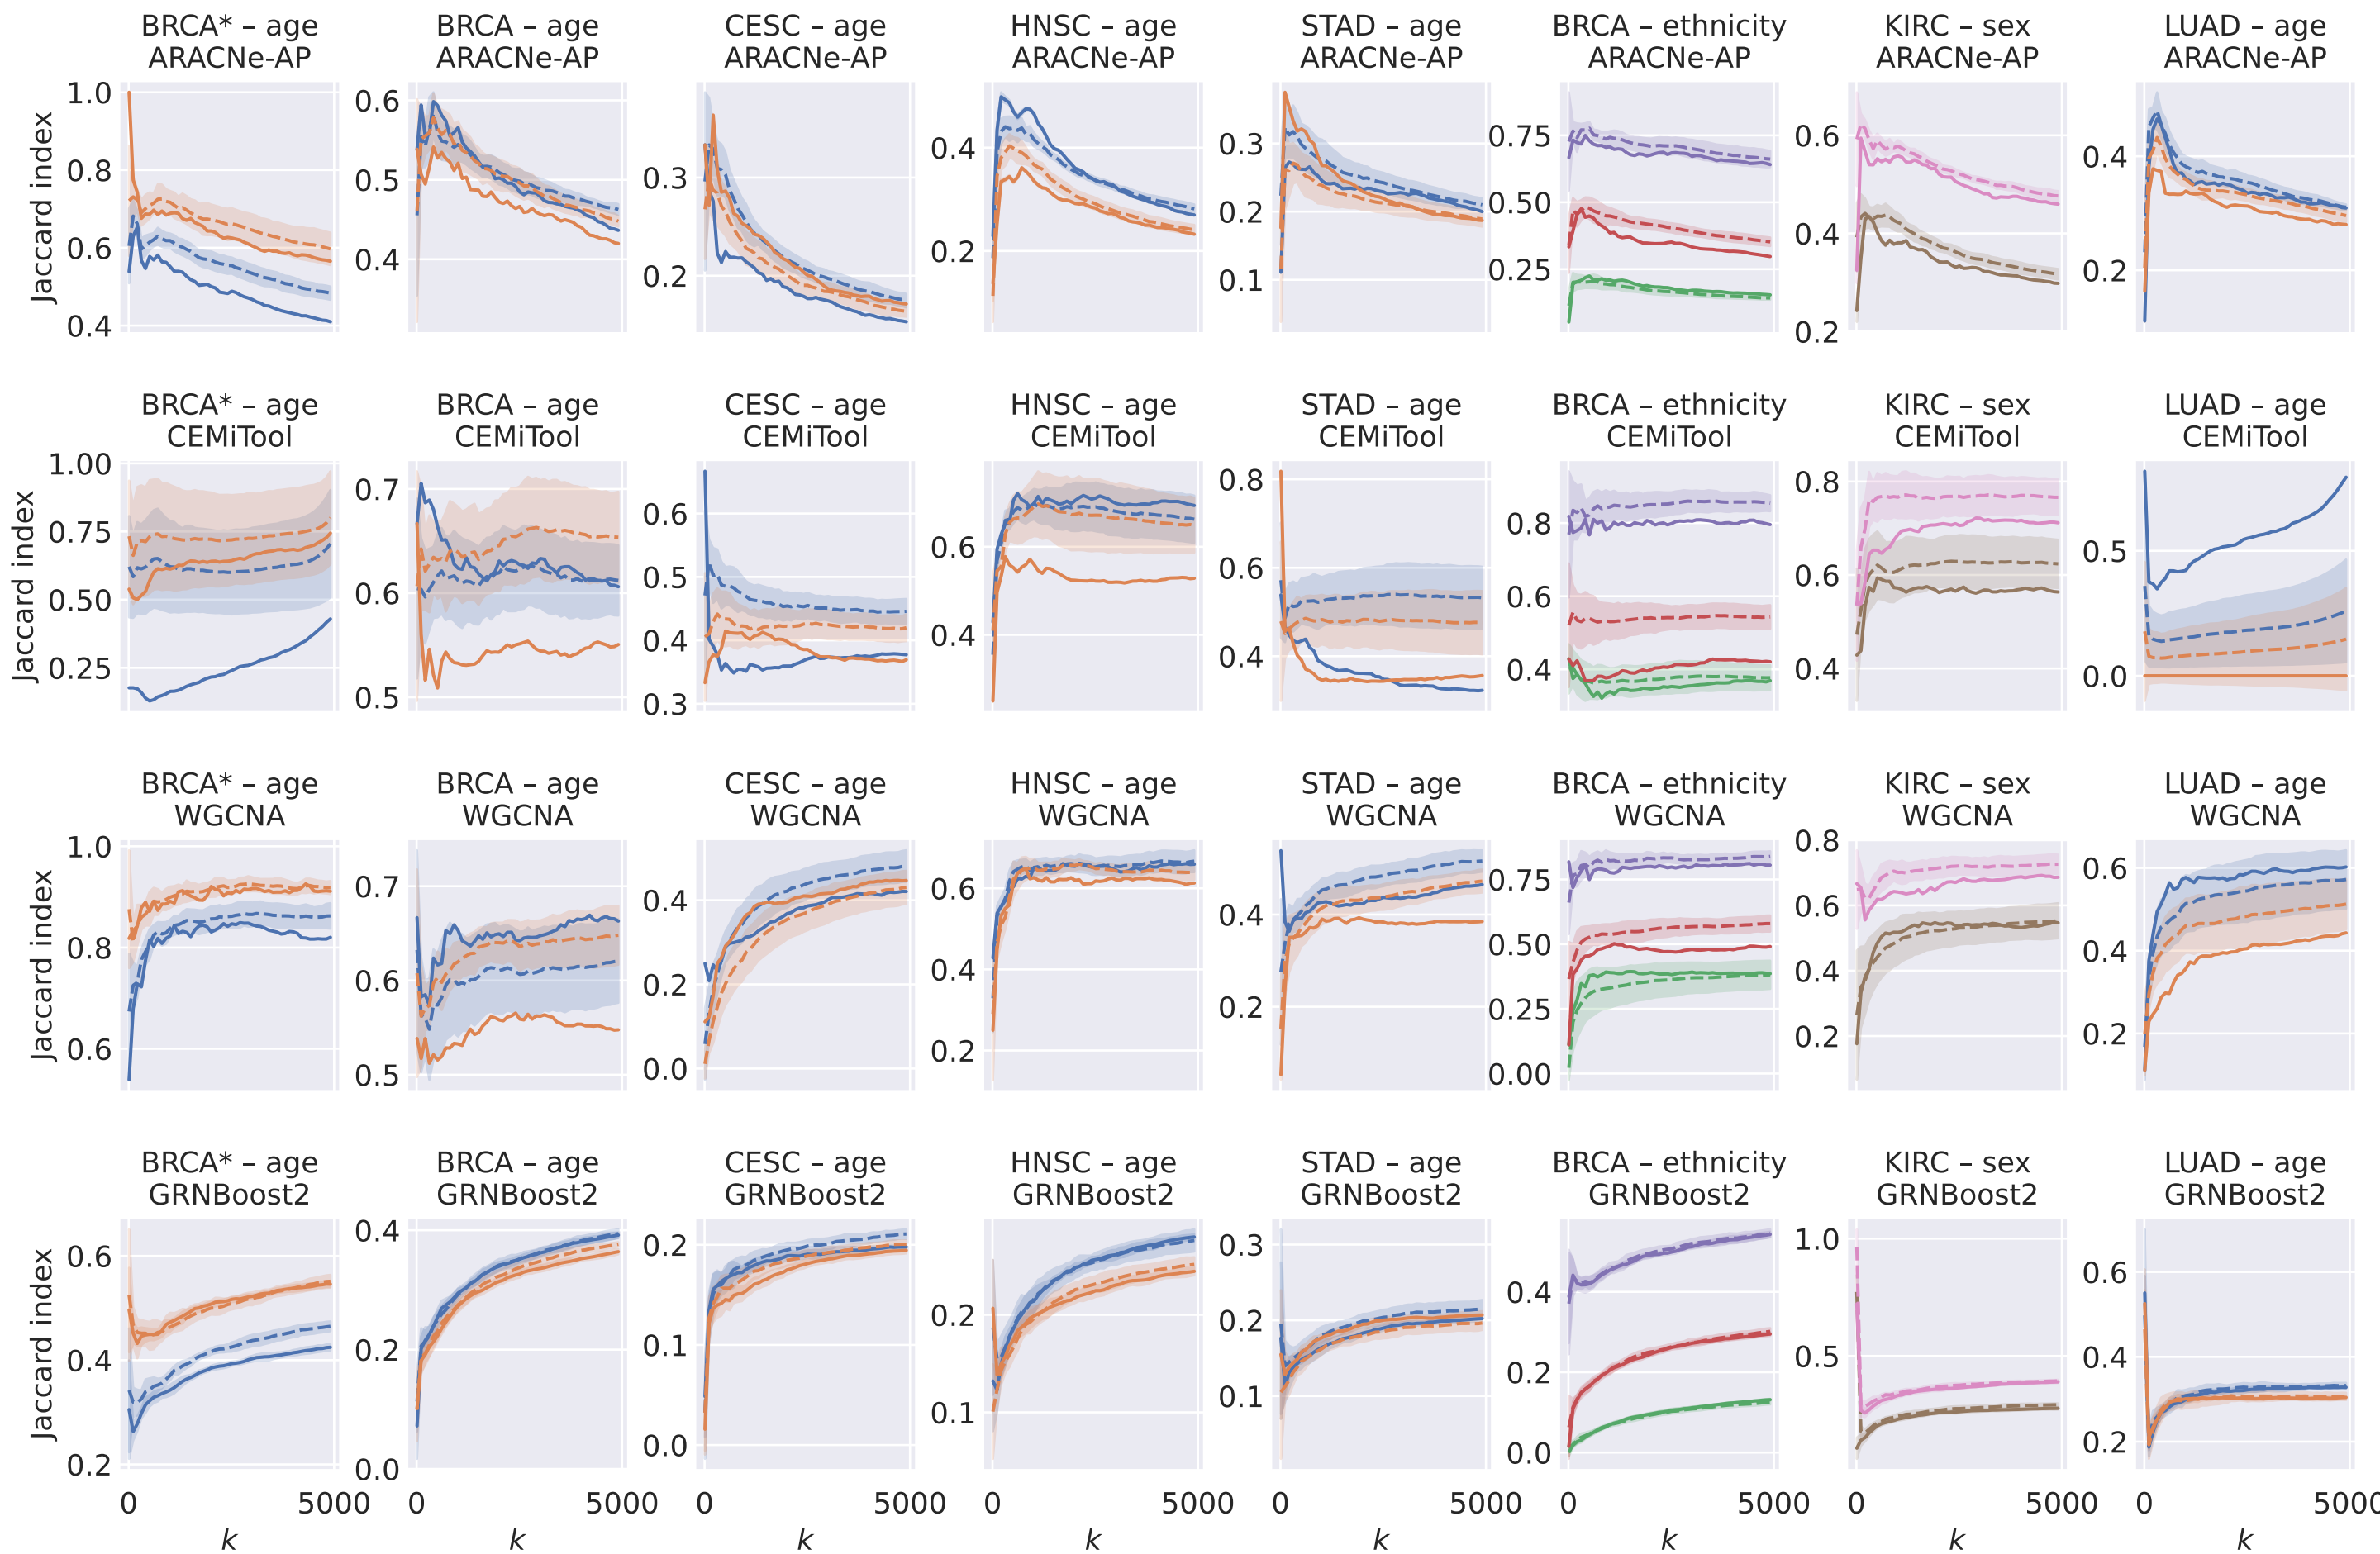 BRCA* – age
ARACNe-AP
BRCA – age
ARACNe-AP
CESC – age
ARACNe-AP
HNSC – age
ARACNe-AP
STAD – age
ARACNe-AP
BRCA – ethnicity
ARACNe-AP
KIRC – sex
ARACNe-AP
LUAD – age
ARACNe-AP
Jaccard index
1.0
0.8
0.6
0.4
0.6
0.5
0.4
0.3
0.2
0.4
0.2
0.3
0.2
0.1
0.75
0.50
0.25
0.6
0.4
0.2
0.4
0.2
BRCA* – age
CEMiTool
BRCA – age
CEMiTool
CESC – age
CEMiTool
HNSC – age
CEMiTool
STAD – age
CEMiTool
BRCA – ethnicity
CEMiTool
KIRC – sex
CEMiTool
LUAD – age
CEMiTool
Jaccard index
1.00
0.75
0.50
0.25
0.7
0.6
0.5
0.6
0.5
0.4
0.3
0.6
0.4
0.8
0.6
0.4
0.8
0.6
0.4
0.8
0.6
0.4
0.5
0.0
BRCA* – age
WGCNA
BRCA – age
WGCNA
CESC – age
WGCNA
HNSC – age
WGCNA
STAD – age
WGCNA
BRCA – ethnicity
WGCNA
KIRC – sex
WGCNA
LUAD – age
WGCNA
Jaccard index
1.0
0.8
0.6
0.7
0.6
0.5
0.4
0.2
0.0
0.6
0.4
0.2
0.4
0.2
0.75
0.50
0.25
0.00
0.8
0.6
0.4
0.2
0.6
0.4
0.2
BRCA* – age
GRNBoost2
BRCA – age
GRNBoost2
CESC – age
GRNBoost2
HNSC – age
GRNBoost2
STAD – age
GRNBoost2
BRCA – ethnicity
GRNBoost2
KIRC – sex
GRNBoost2
LUAD – age
GRNBoost2
Jaccard index
0.6
0.4
0.2
0.4
0.2
0.0
0.2
0.1
0.0
0.2
0.1
0.3
0.2
0.1
0.4
0.2
0.0
1.0
0.5
0.6
0.4
0.2
0 5000
k
0 5000
k
0 5000
k
0 5000
k
0 5000
k
0 5000
k
0 5000
k
0 5000
k